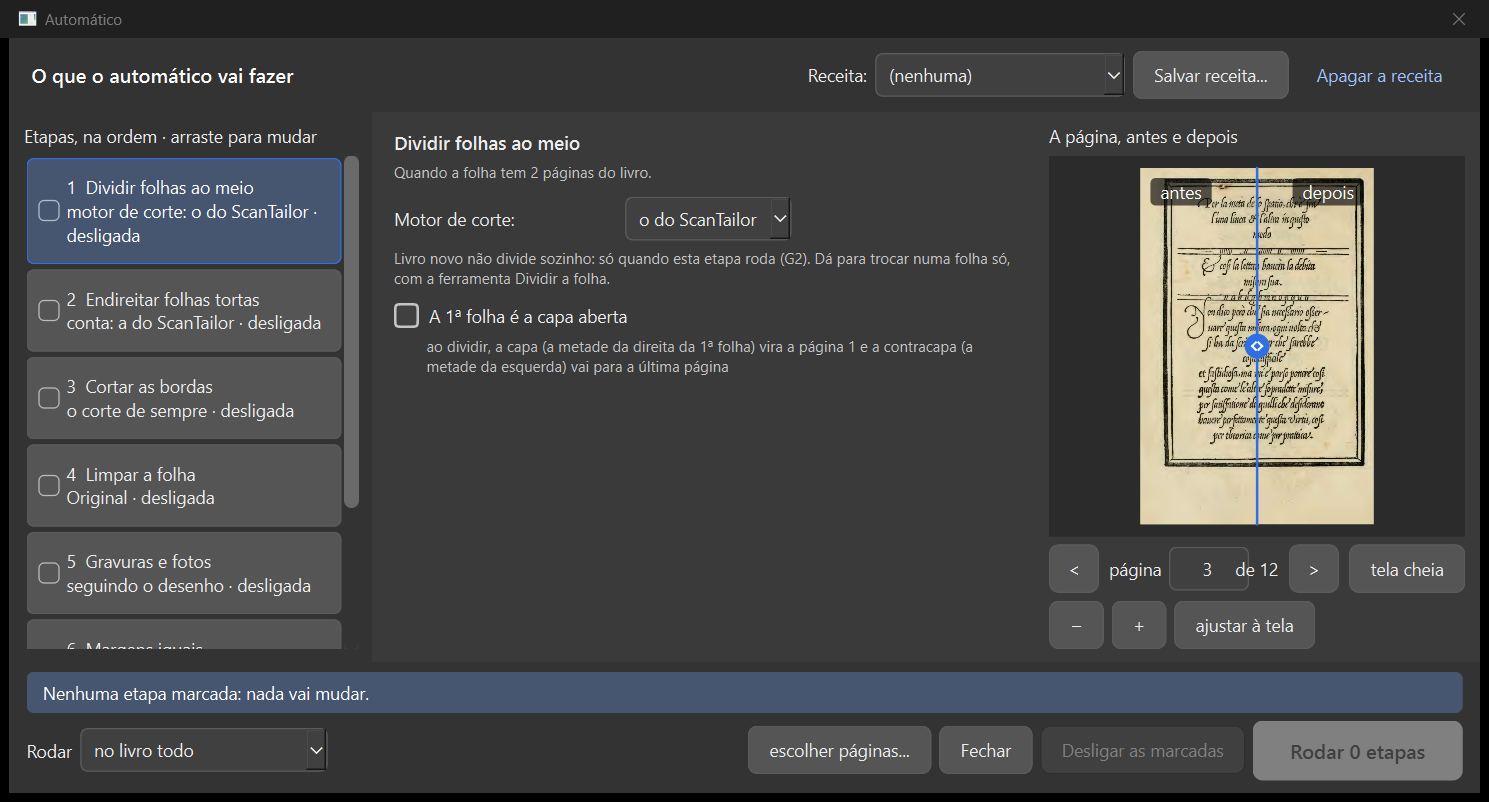 Automático
O que o automático vai fazer
Receita:
(nenhuma)
Salvar receita...
Apagar a receita
Etapas, na ordem · arraste para mudar
1 Dividir folhas ao meio
motor de corte: o do ScanTailor ·
desligada
2 Endireitar folhas tortas
conta: a do ScanTailor · desligada
3 Cortar as bordas
o corte de sempre · desligada
4 Limpar a folha
Original · desligada
5 Gravuras e fotos
seguindo o desenho · desligada
Dividir folhas ao meio
Quando a folha tem 2 páginas do livro.
Motor de corte:
o do ScanTailor
Livro novo não divide sozinho: só quando esta etapa roda (G2). Dá para trocar numa folha só,
com a ferramenta Dividir a folha.
A 1ª folha é a capa aberta
ao dividir, a capa (a metade da direita da 1ª folha) vira a página 1 e a contracapa (a
metade da esquerda) vai para a última página
A página, antes e depois
antes
depois
<
página
3
de 12
>
tela cheia
−
+
ajustar à tela
Nenhuma etapa marcada: nada vai mudar.
Rodar
no livro todo
escolher páginas...
Fechar
Desligar as marcadas
Rodar 0 etapas